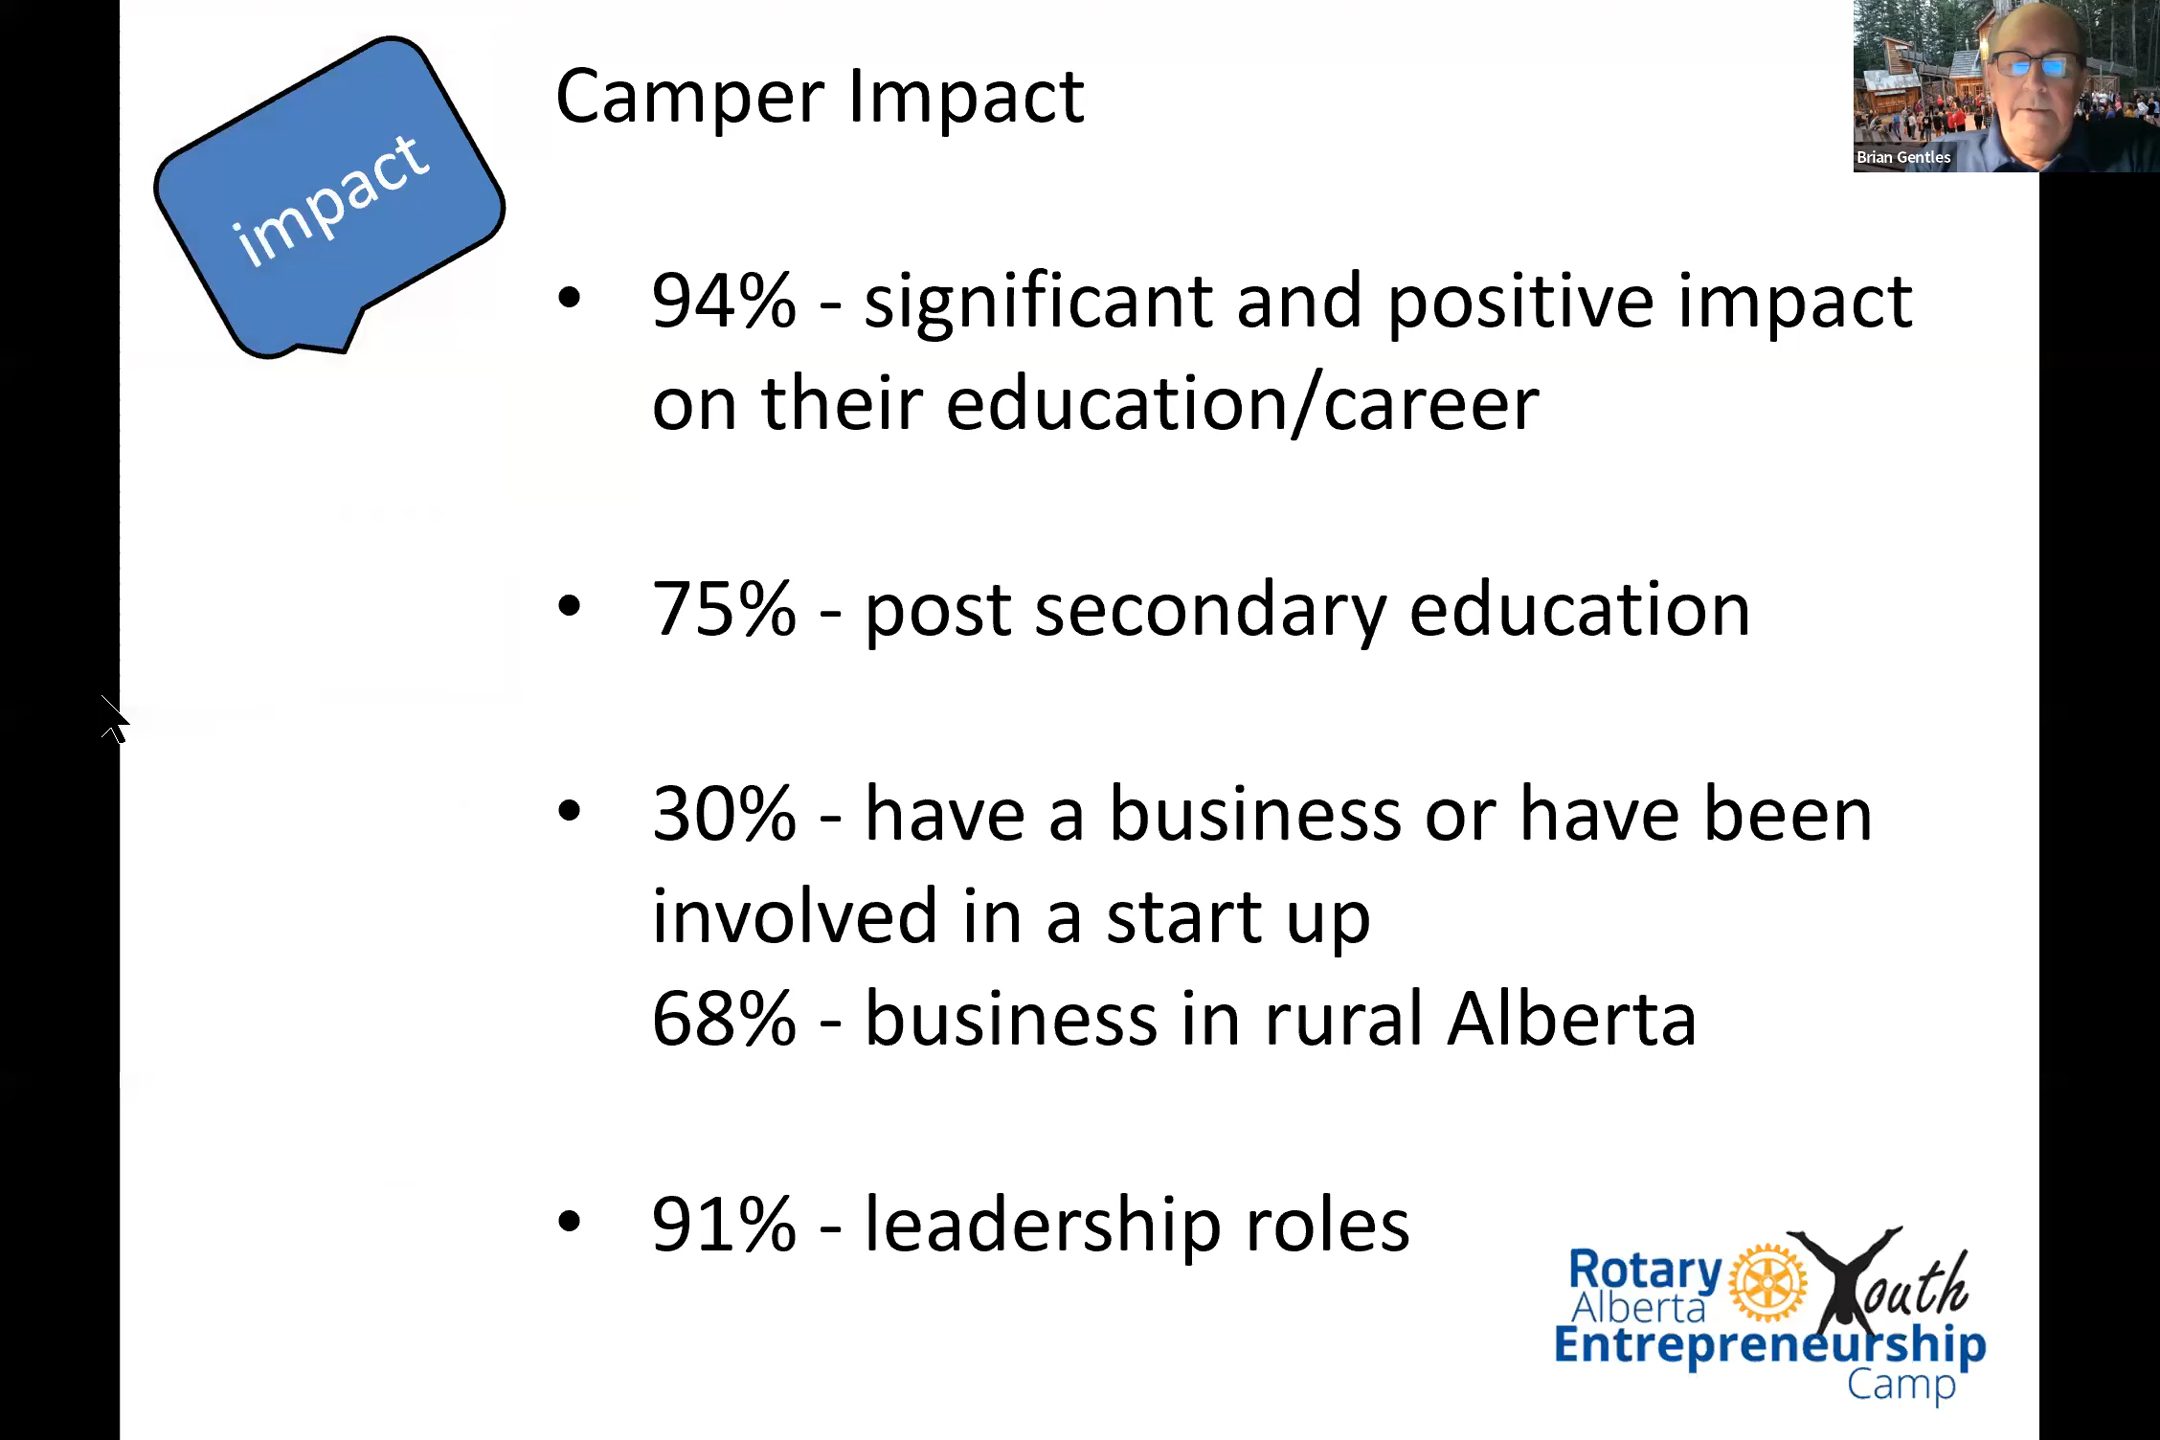 impact
Camper Impact
Brian Gentles
• 94% - significant and positive impact
on their education/career
• 75% - post secondary education
• 30% - have a business or have been
involved in a start up
68% - business in rural Alberta
• 91% - leadership roles
Rotary Youth
Alberta
Entrepreneurship
Camp